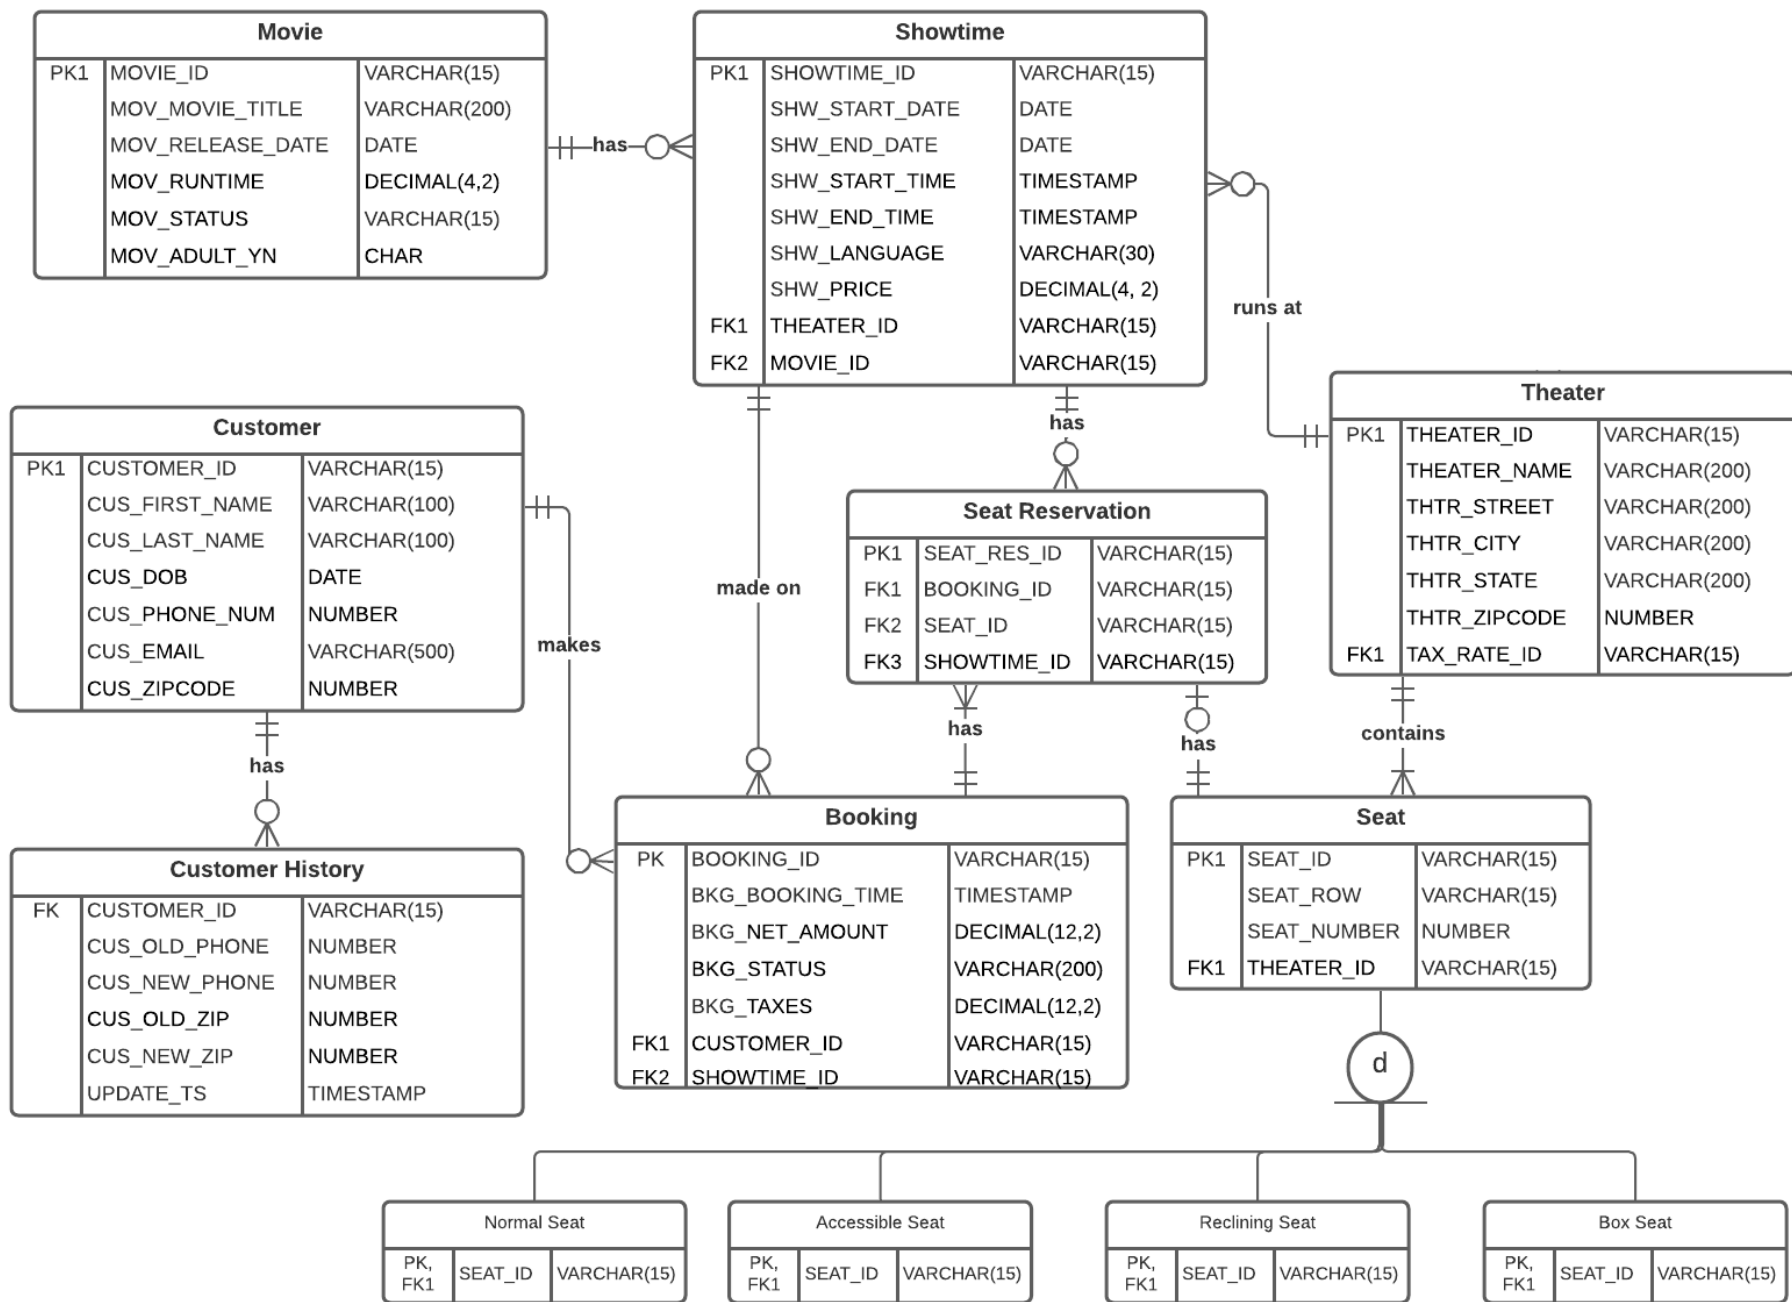 Movie
PK1 MOVIE_ID VARCHAR(15)
MOV_MOVIE_TITLE VARCHAR(200)
MOV_RELEASE_DATE DATE
MOV_RUNTIME DECIMAL(4,2)
MOV_STATUS VARCHAR(15)
MOV_ADULT_YN CHAR
has
Showtime
PK1 SHOWTIME_ID VARCHAR(15)
SHW_START_DATE DATE
SHW_END_DATE DATE
SHW_START_TIME TIMESTAMP
SHW_END_TIME TIMESTAMP
SHW_LANGUAGE VARCHAR(30)
SHW_PRICE DECIMAL(4, 2)
FK1 THEATER_ID VARCHAR(15)
FK2 MOVIE_ID VARCHAR(15)
runs at
Theater
PK1 THEATER_ID VARCHAR(15)
THEATER_NAME VARCHAR(200)
THTR_STREET VARCHAR(200)
THTR_CITY VARCHAR(200)
THTR_STATE VARCHAR(200)
THTR_ZIPCODE NUMBER
FK1 TAX_RATE_ID VARCHAR(15)
Customer
PK1 CUSTOMER_ID VARCHAR(15)
CUS_FIRST_NAME VARCHAR(100)
CUS_LAST_NAME VARCHAR(100)
CUS_DOB DATE
CUS_PHONE_NUM NUMBER
CUS_EMAIL VARCHAR(500)
CUS_ZIPCODE NUMBER
makes
made on
has
Seat Reservation
PK1 SEAT_RES_ID VARCHAR(15)
FK1 BOOKING_ID VARCHAR(15)
FK2 SEAT_ID VARCHAR(15)
FK3 SHOWTIME_ID VARCHAR(15)
has
has
has
contains
Customer History
FK CUSTOMER_ID VARCHAR(15)
CUS_OLD_PHONE NUMBER
CUS_NEW_PHONE NUMBER
CUS_OLD_ZIP NUMBER
CUS_NEW_ZIP NUMBER
UPDATE_TS TIMESTAMP
Booking
PK BOOKING_ID VARCHAR(15)
BKG_BOOKING_TIME TIMESTAMP
BKG_NET_AMOUNT DECIMAL(12,2)
BKG_STATUS VARCHAR(200)
BKG_TAXES DECIMAL(12,2)
FK1 CUSTOMER_ID VARCHAR(15)
FK2 SHOWTIME_ID VARCHAR(15)
Seat
PK1 SEAT_ID VARCHAR(15)
SEAT_ROW VARCHAR(15)
SEAT_NUMBER NUMBER
FK1 THEATER_ID VARCHAR(15)
d
Normal Seat
PK, FK1 SEAT_ID VARCHAR(15)
Accessible Seat
PK, FK1 SEAT_ID VARCHAR(15)
Reclining Seat
PK, FK1 SEAT_ID VARCHAR(15)
Box Seat
PK, FK1 SEAT_ID VARCHAR(15)